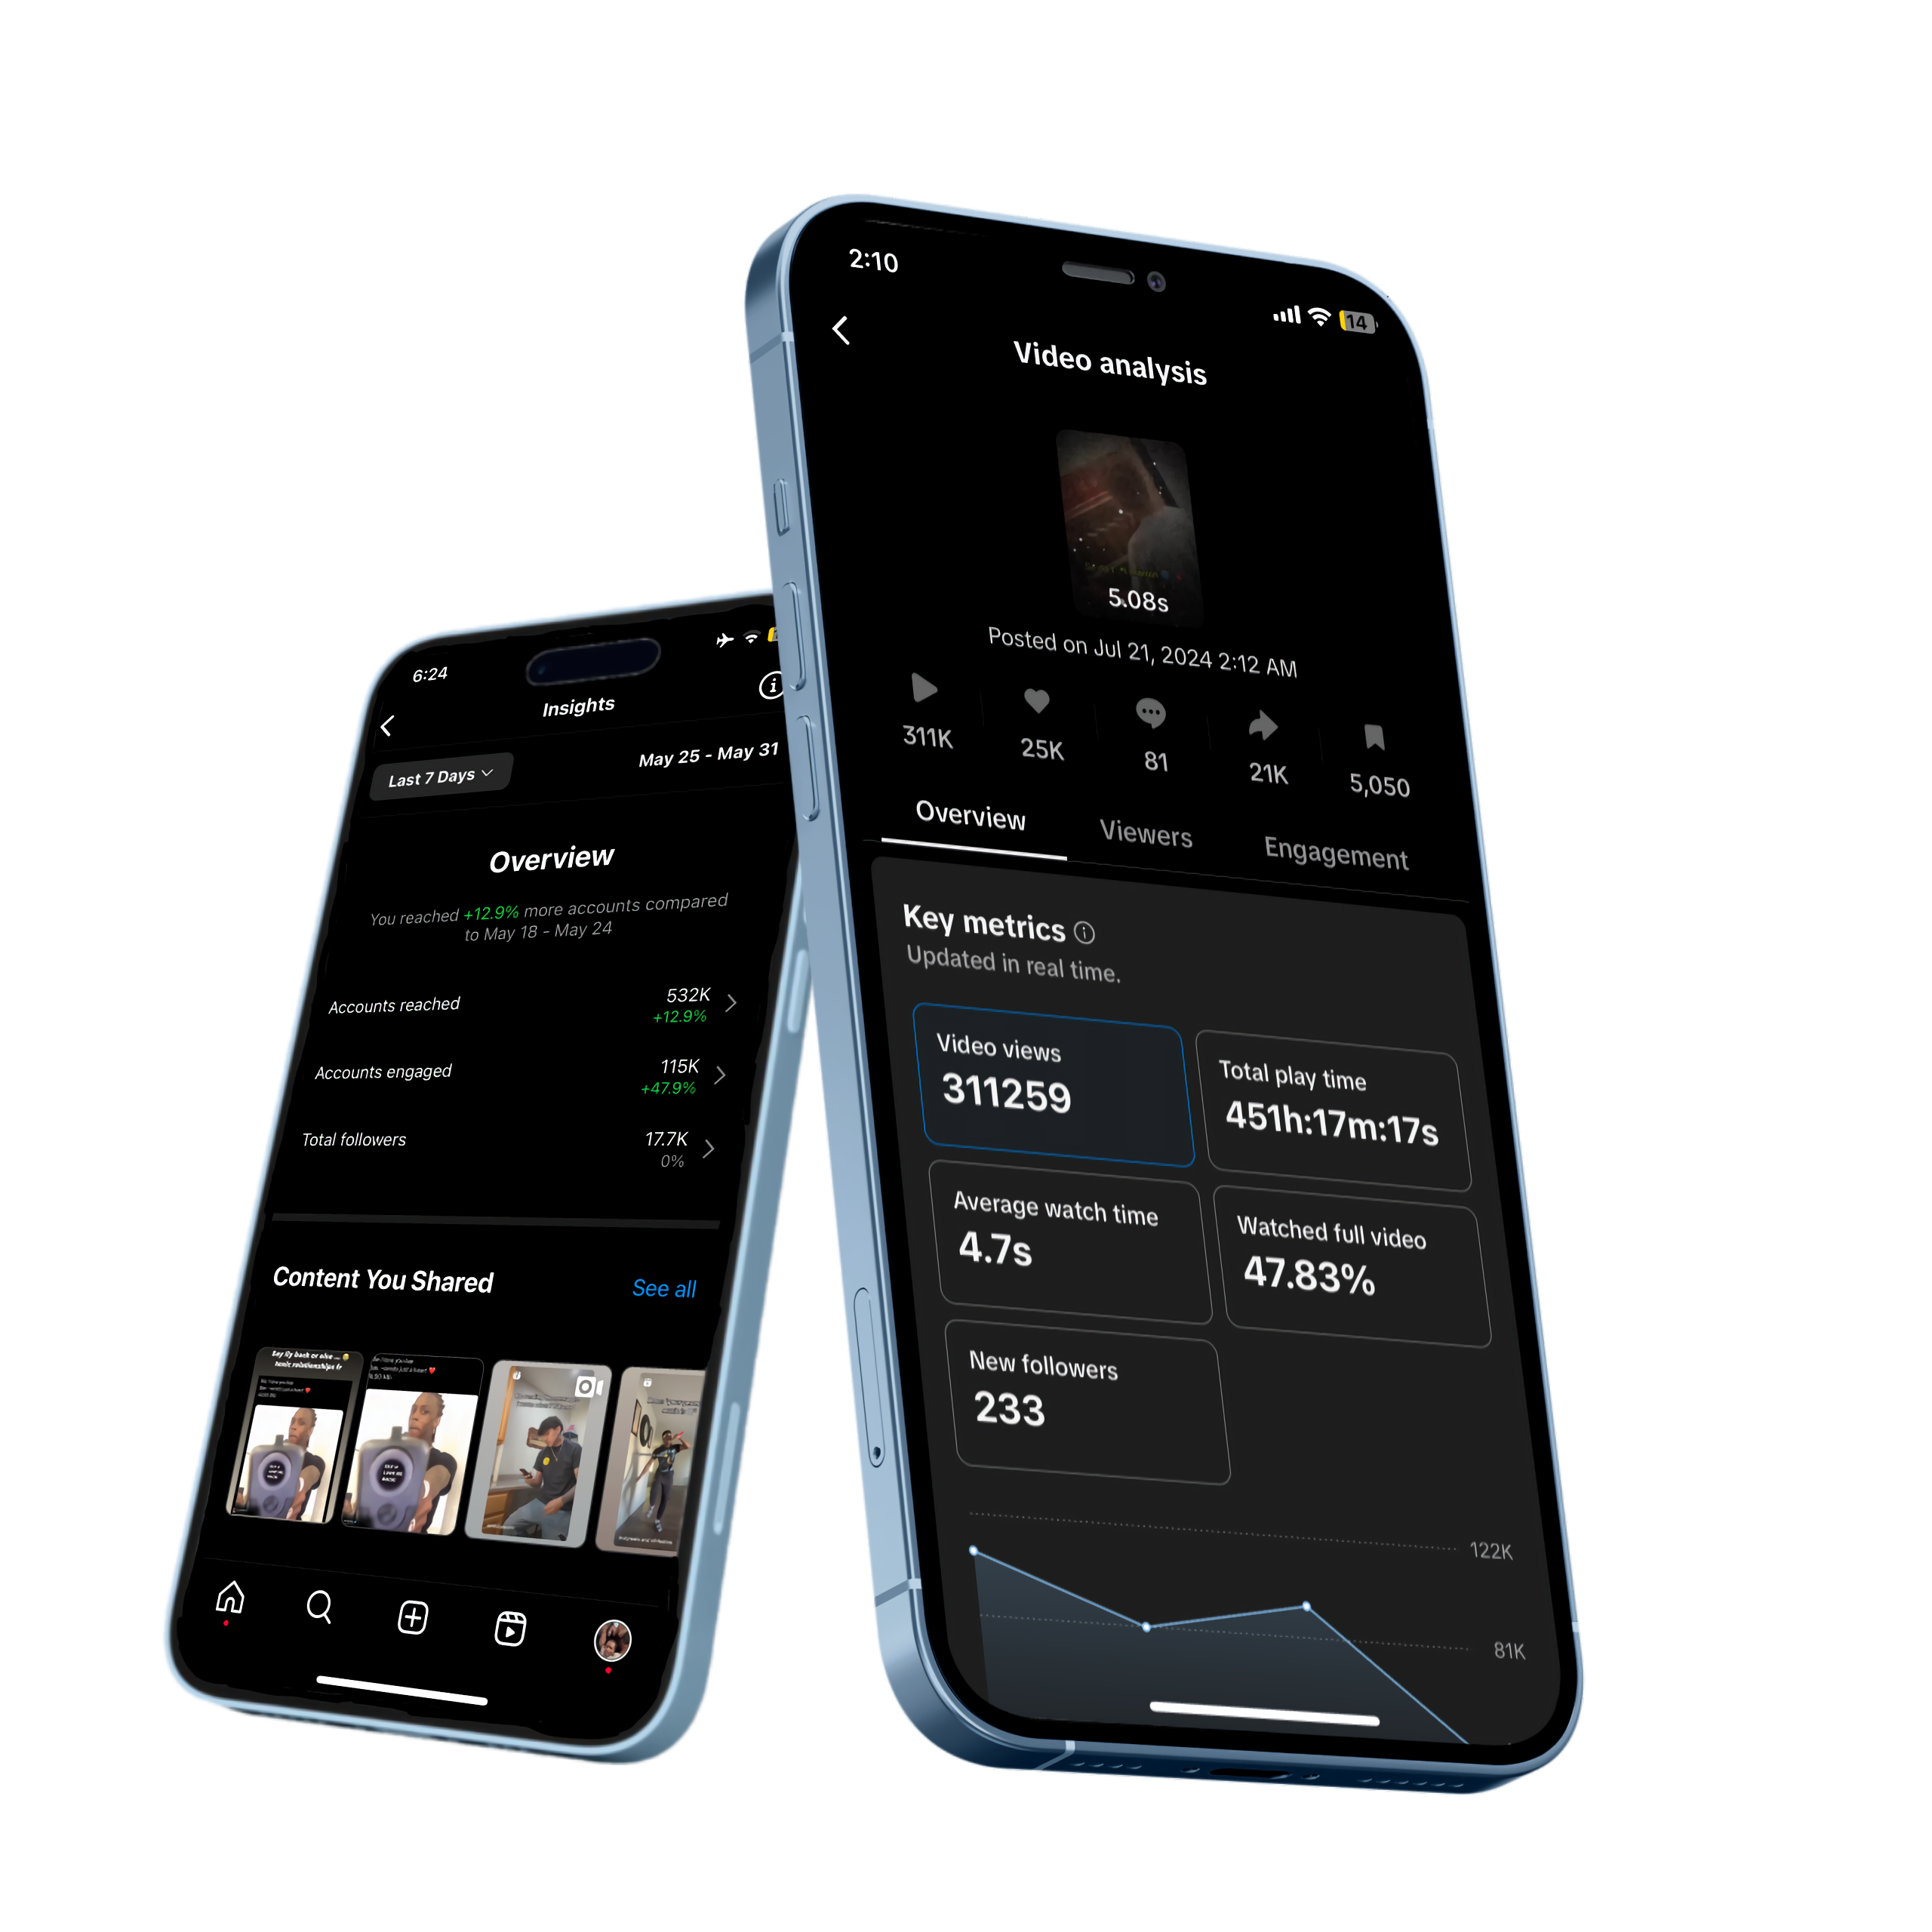 6:24
Insights
Last 7 Days
May 25 - May 31
Overview
You reached +12.9% more accounts compared
to May 18 - May 24
Accounts reached
532K
+12.9%
Accounts engaged
115K
+47.9%
Total followers
17.7K
0%
Content You Shared
See all
2:10
14
Video analysis
5.08s
Posted on Jul 21, 2024 2:12 AM
311K
25K
81
21K
5,050
Overview
Viewers
Engagement
Key metrics
Updated in real time.
Video views
311259
Total play time
451h:17m:17s
Average watch time
4.7s
Watched full video
47.83%
New followers
233
122K
81K